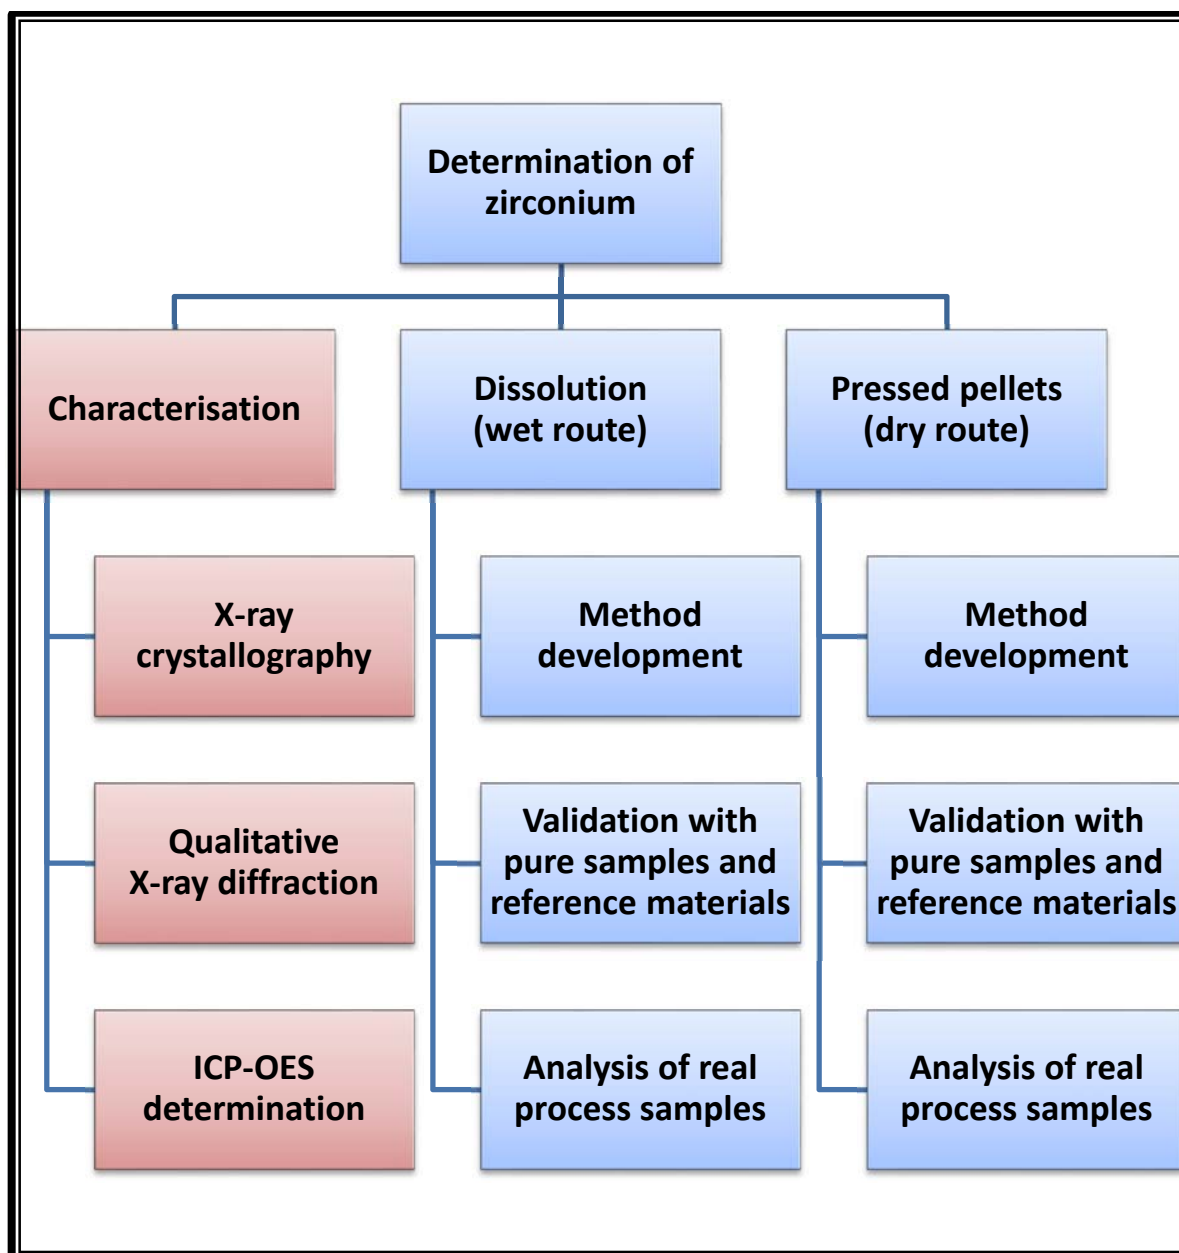 Determination of
zirconium
Characterisation
Dissolution
(wet route)
Pressed pellets
(dry route)
X-ray
crystallography
Method
development
Method
development
Qualitative
X-ray diffraction
Validation with
pure samples and
reference materials
Validation with
pure samples and
reference materials
ICP-OES
determination
Analysis of real
process samples
Analysis of real
process samples